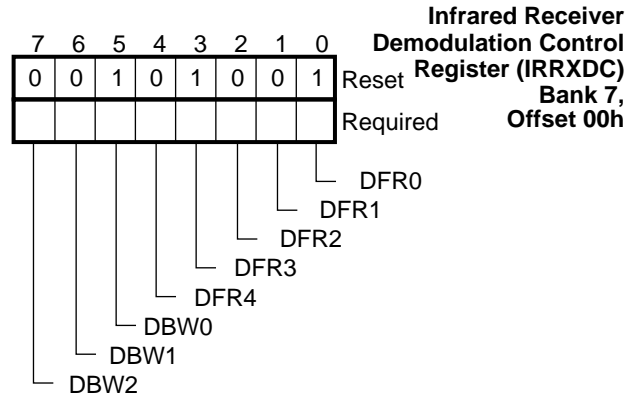 Infrared Receiver
Demodulation Control
Register (IRRXDC)
Bank 7,
Offset 00h
7 6 5 4 3 2 1 0
0 0 1 0 1 0 0 1 Reset
Required
DFR0
DFR1
DFR2
DFR3
DFR4
DBW0
DBW1
DBW2